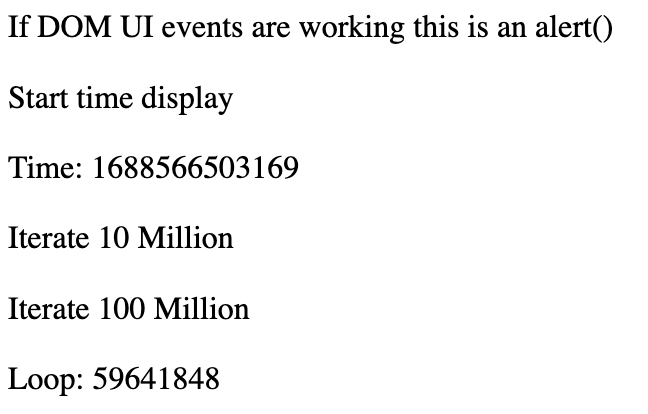 If DOM UI events are working this is an alert()
Start time display
Time: 1688566503169
Iterate 10 Million
Iterate 100 Million
Loop: 59641848